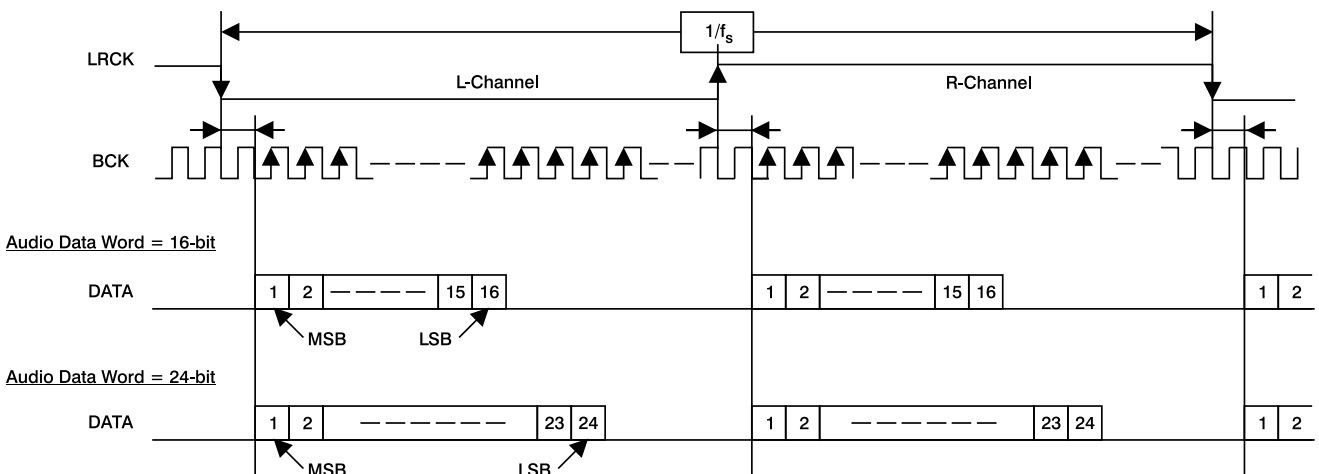 1/fs
LRCK
L-Channel
R-Channel
BCK
Audio Data Word = 16-bit
DATA
1 2 15 16
1 2 15 16
1 2
MSB
LSB
Audio Data Word = 24-bit
DATA
1 2 23 24
1 2 23 24
1 2
MSB
LSB